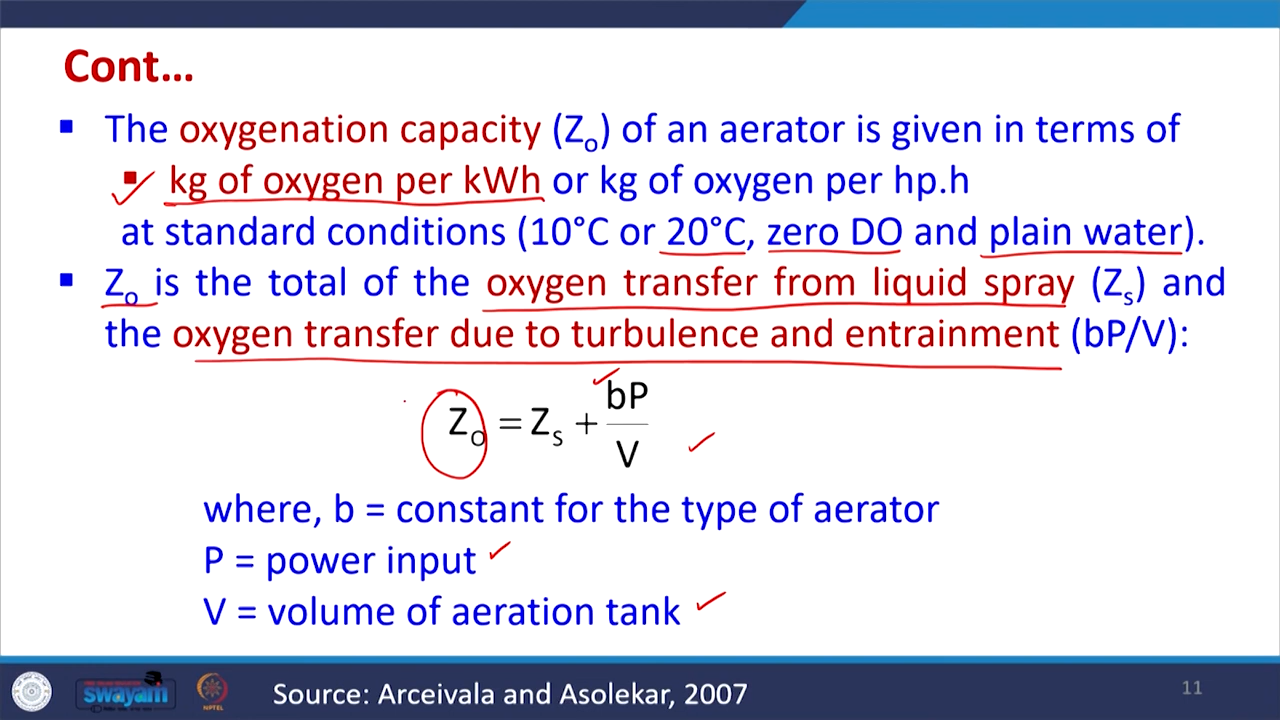 Cont...
▪ The oxygenation capacity (Zo) of an aerator is given in terms of
▪ kg of oxygen per kWh or kg of oxygen per hp.h
at standard conditions (10°C or 20°C, zero DO and plain water).
▪ Zo is the total of the oxygen transfer from liquid spray (Zs) and
the oxygen transfer due to turbulence and entrainment (bP/V):
Zo = Zs + bP/V
where, b = constant for the type of aerator
P = power input
V = volume of aeration tank
swayam NPTEL Source: Arceivala and Asolekar, 2007 11